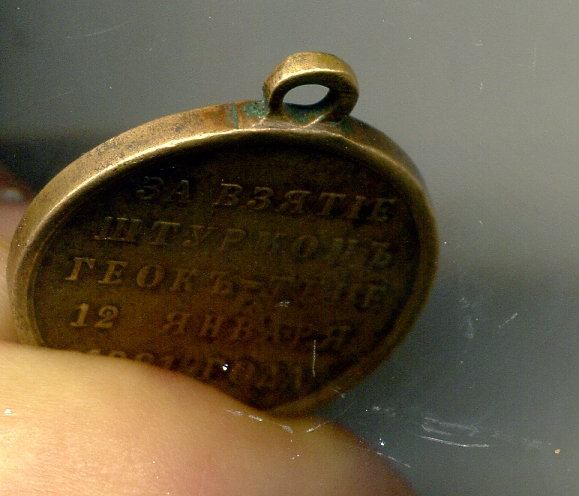 ЗА ВЗЯТІЕ
ШТУРМОМЪ
ГЕОКЪ-ТЕПЕ
12 ЯНВАРЯ
1881 ГОДА